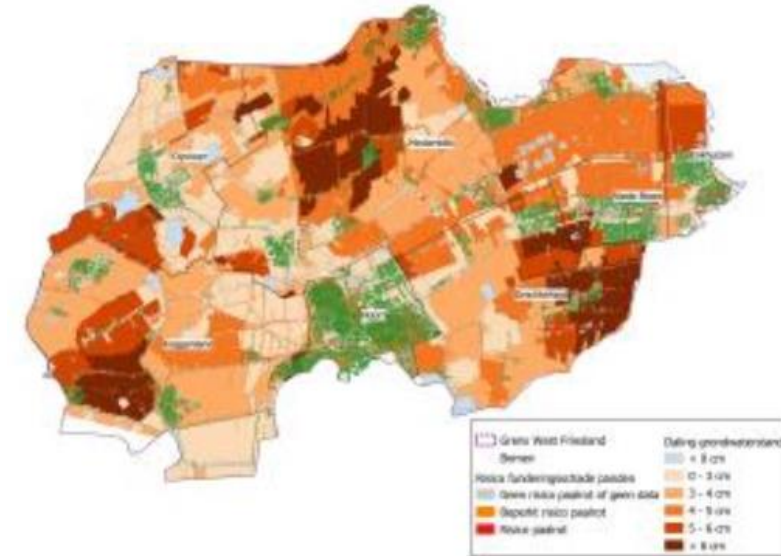 Opmeer
Medemblik
Enkhuizen
Stede Broec
Drechterland
Hoorn
Koggenland
Grens West Friesland
Daling grondwaterstand
< 0 cm
Risico funderingsschade panden
0 - 3 cm
Geen risico paalrot of geen data
3 - 4 cm
Beperkt risico paalrot
4 - 5 cm
Risico paalrot
5 - 6 cm
> 6 cm